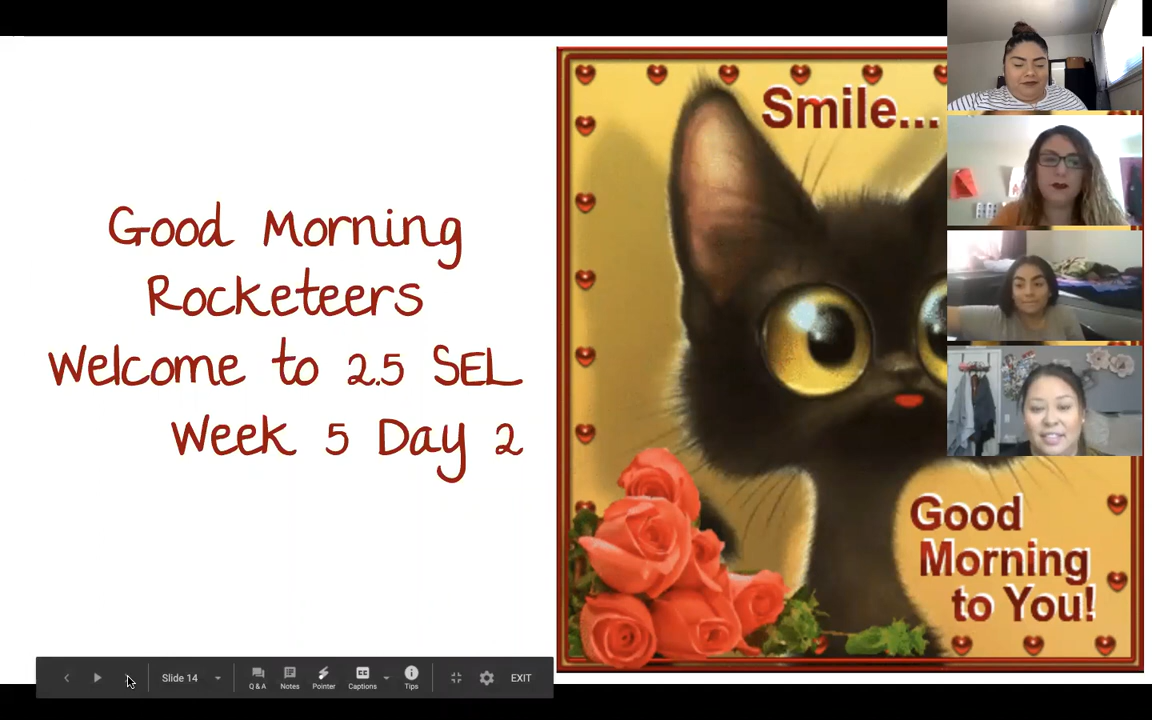 Good Morning
Rocketeers
Welcome to 2.5 SEL
Week 5 Day 2
Smile...
Good
Morning
to You!
Slide 14
Q & A
Notes
Pointer
CC
Captions
Tips
EXIT